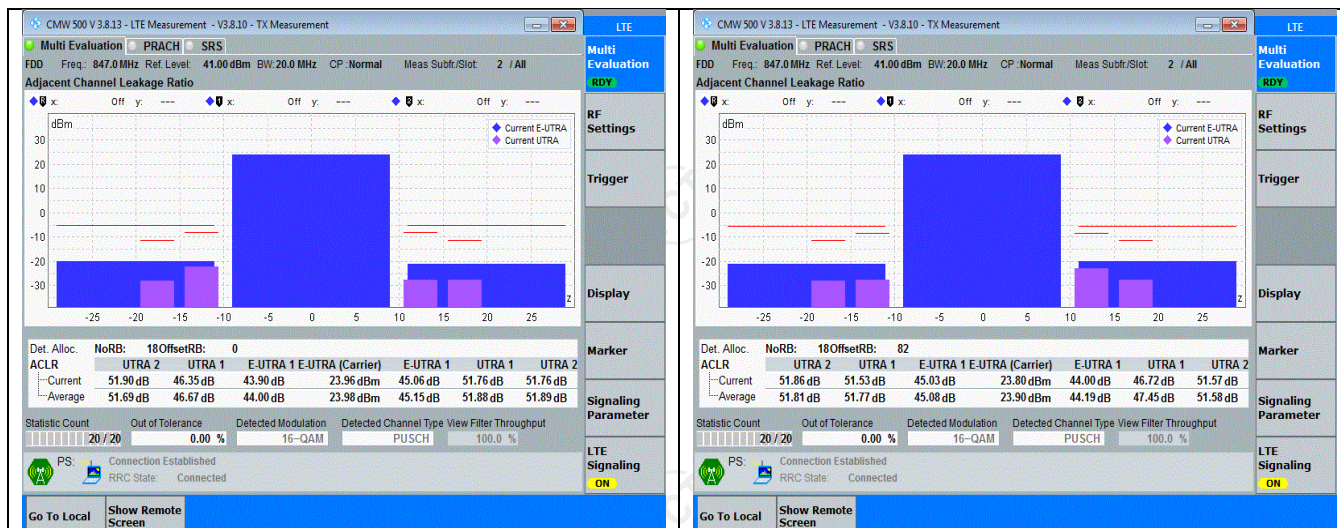 CMW 500 V 3.8.13 - LTE Measurement - V3.8.10 - TX Measurement
LTE
Multi Evaluation PRACH SRS
Multi Evaluation
RDY
FDD Freq.: 847.0 MHz Ref. Level: 41.00 dBm BW: 20.0 MHz CP : Normal Meas Subfr./Slot: 2 / All
Adjacent Channel Leakage Ratio
R x: Off y: --- 1 x: Off y: --- 2 x: Off y: ---
RF Settings
dBm
Current E-UTRA
Current UTRA
30
20
10
0
-10
-20
-30
-25 -20 -15 -10 -5 0 5 10 15 20 25
Z
Trigger
Display
Marker
Det. Alloc. NoRB: 18 OffsetRB: 0
ACLR UTRA 2 UTRA 1 E-UTRA 1 E-UTRA (Carrier) E-UTRA 1 UTRA 1 UTRA 2
Current 51.90 dB 46.35 dB 43.90 dB 23.96 dBm 45.06 dB 51.76 dB 51.76 dB
Average 51.69 dB 46.67 dB 44.00 dB 23.98 dBm 45.15 dB 51.88 dB 51.89 dB
Signaling Parameter
Statistic Count Out of Tolerance Detected Modulation Detected Channel Type View Filter Throughput
20 / 20 0.00 % 16-QAM PUSCH 100.0 %
PS: Connection Established
RRC State: Connected
LTE Signaling
ON
Go To Local Show Remote Screen
CMW 500 V 3.8.13 - LTE Measurement - V3.8.10 - TX Measurement
LTE
Multi Evaluation PRACH SRS
Multi Evaluation
RDY
FDD Freq.: 847.0 MHz Ref. Level: 41.00 dBm BW: 20.0 MHz CP : Normal Meas Subfr./Slot: 2 / All
Adjacent Channel Leakage Ratio
R x: Off y: --- 1 x: Off y: --- 2 x: Off y: ---
RF Settings
dBm
Current E-UTRA
Current UTRA
30
20
10
0
-10
-20
-30
-25 -20 -15 -10 -5 0 5 10 15 20 25
Z
Trigger
Display
Marker
Det. Alloc. NoRB: 18 OffsetRB: 82
ACLR UTRA 2 UTRA 1 E-UTRA 1 E-UTRA (Carrier) E-UTRA 1 UTRA 1 UTRA 2
Current 51.86 dB 51.53 dB 45.03 dB 23.80 dBm 44.00 dB 46.72 dB 51.57 dB
Average 51.81 dB 51.77 dB 45.08 dB 23.90 dBm 44.19 dB 47.45 dB 51.58 dB
Signaling Parameter
Statistic Count Out of Tolerance Detected Modulation Detected Channel Type View Filter Throughput
20 / 20 0.00 % 16-QAM PUSCH 100.0 %
PS: Connection Established
RRC State: Connected
LTE Signaling
ON
Go To Local Show Remote Screen